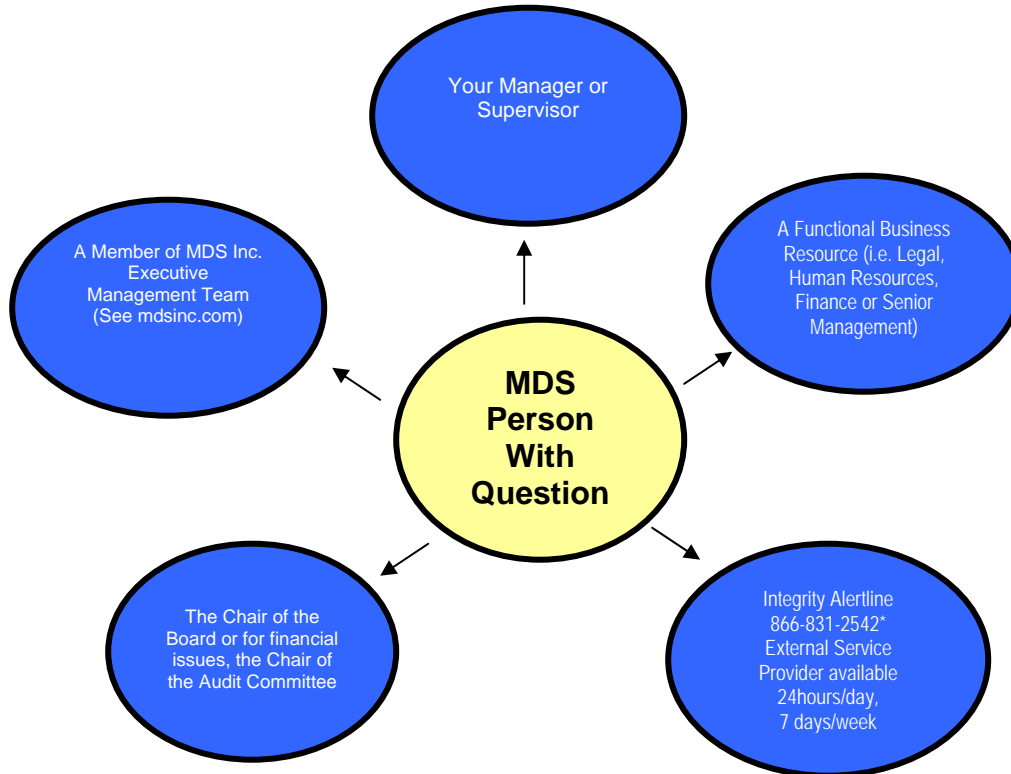 Your Manager or
Supervisor
A Member of MDS Inc.
Executive
Management Team
(See mdsinc.com)
A Functional Business
Resource (i.e. Legal,
Human Resources,
Finance or Senior
Management)
MDS
Person
With
Question
The Chair of the
Board or for financial
issues, the Chair of
the Audit Committee
Integrity Alertline
866-831-2542*
External Service
Provider available
24hours/day,
7 days/week